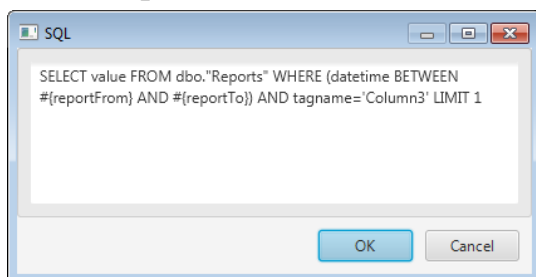 SQL
SELECT value FROM dbo."Reports" WHERE (datetime BETWEEN
#{reportFrom} AND #{reportTo}) AND tagname='Column3' LIMIT 1
OK Cancel